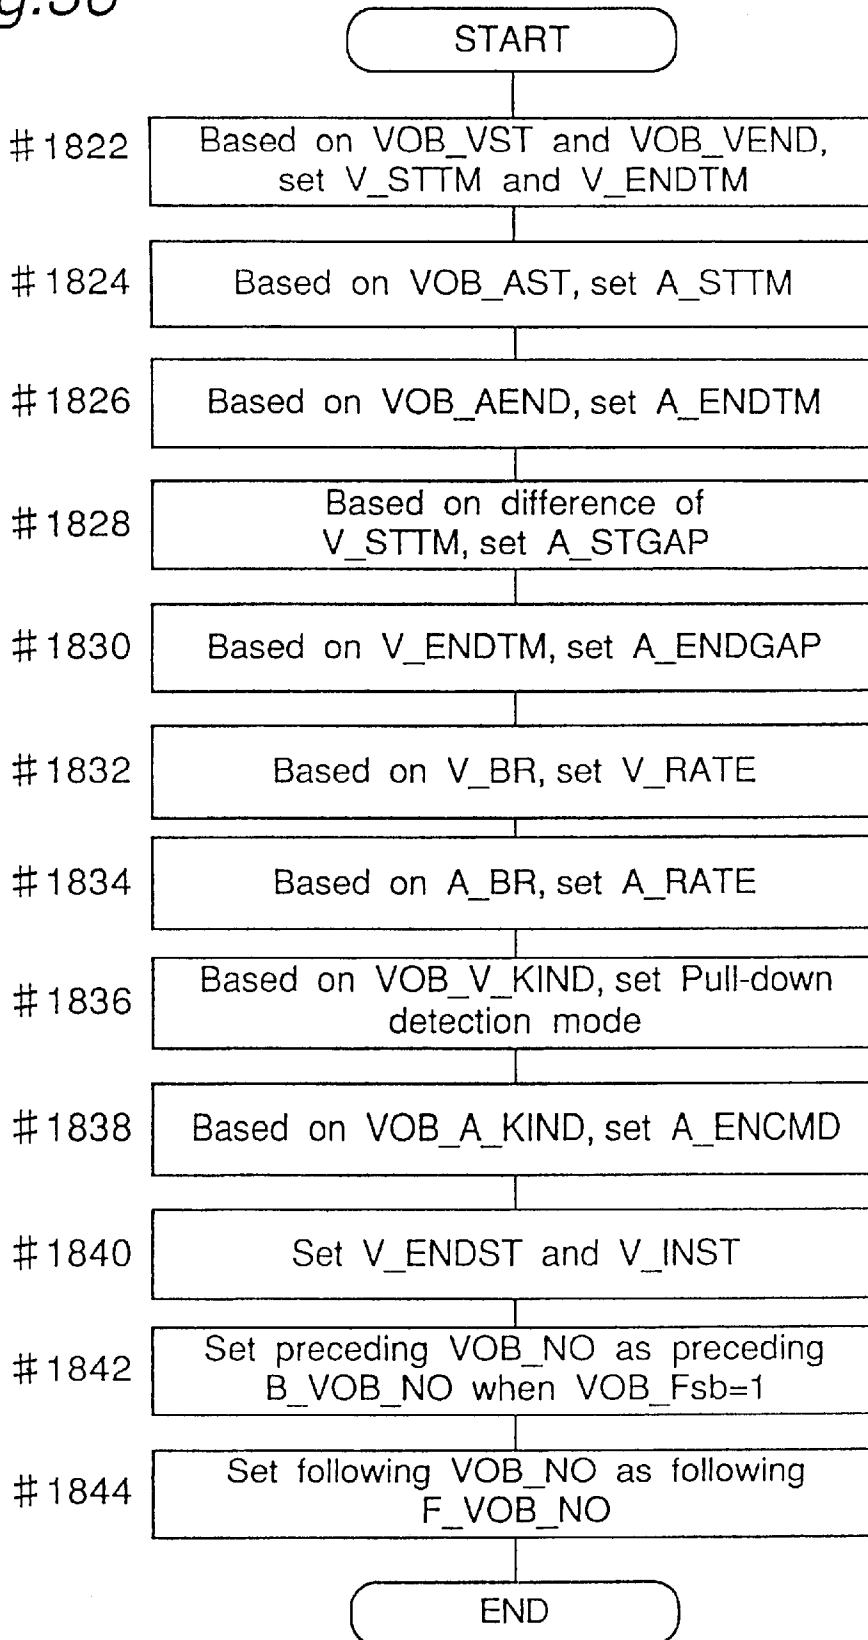 START
#1822
Based on VOB_VST and VOB_VEND,
set V_STTM and V_ENDTM
#1824
Based on VOB_AST, set A_STTM
#1826
Based on VOB_AEND, set A_ENDTM
#1828
Based on difference of
V_STTM, set A_STGAP
#1830
Based on V_ENDTM, set A_ENDGAP
#1832
Based on V_BR, set V_RATE
#1834
Based on A_BR, set A_RATE
#1836
Based on VOB_V_KIND, set Pull-down
detection mode
#1838
Based on VOB_A_KIND, set A_ENCMD
#1840
Set V_ENDST and V_INST
#1842
Set preceding VOB_NO as preceding
B_VOB_NO when VOB_Fsb=1
#1844
Set following VOB_NO as following
F_VOB_NO
END